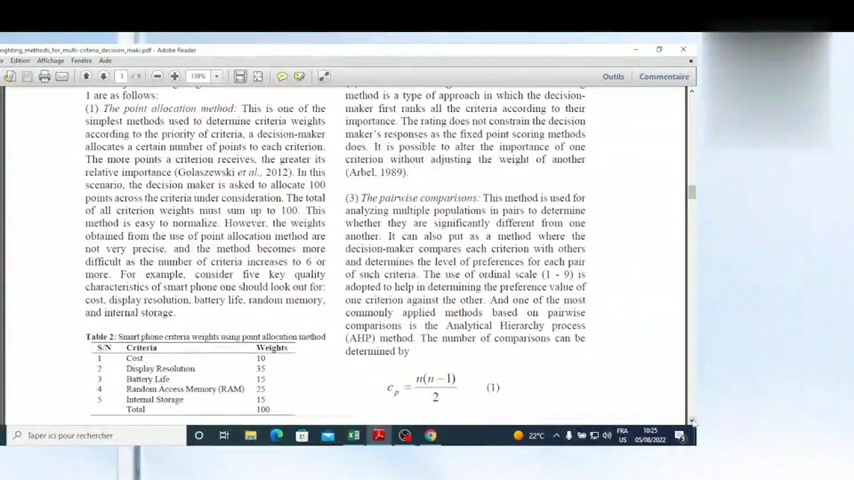 ighting_methods_for_multi-criteria_decision_maki.pdf - Adobe Reader
Edition Affichage Fenêtre Aide
1 / 9 139% Outils Commentaire
1 are as follows:
(1) The point allocation method: This is one of the
simplest methods used to determine criteria weights
according to the priority of criteria, a decision-maker
allocates a certain number of points to each criterion.
The more points a criterion receives, the greater its
relative importance (Golaszewski et al., 2012). In this
scenario, the decision maker is asked to allocate 100
points across the criteria under consideration. The total
of all criterion weights must sum up to 100. This
method is easy to normalize. However, the weights
obtained from the use of point allocation method are
not very precise, and the method becomes more
difficult as the number of criteria increases to 6 or
more. For example, consider five key quality
characteristics of smart phone one should look out for:
cost, display resolution, battery life, random memory,
and internal storage.
Table 2: Smart phone criteria weights using point allocation method
S/N Criteria Weights
1 Cost 10
2 Display Resolution 35
3 Battery Life 15
4 Random Access Memory (RAM) 25
5 Internal Storage 15
Total 100
method is a type of approach in which the decision-
maker first ranks all the criteria according to their
importance. The rating does not constrain the decision
maker's responses as the fixed point scoring methods
does. It is possible to alter the importance of one
criterion without adjusting the weight of another
(Arbel, 1989).
(3) The pairwise comparisons: This method is used for
analyzing multiple populations in pairs to determine
whether they are significantly different from one
another. It can also put as a method where the
decision-maker compares each criterion with others
and determines the level of preferences for each pair
of such criteria. The use of ordinal scale (1 - 9) is
adopted to help in determining the preference value of
one criterion against the other. And one of the most
commonly applied methods based on pairwise
comparisons is the Analytical Hierarchy process
(AHP) method. The number of comparisons can be
determined by
c_p = n(n−1) / 2 (1)
Taper ici pour rechercher
22°C
FRA
US
10:25
05/08/2022